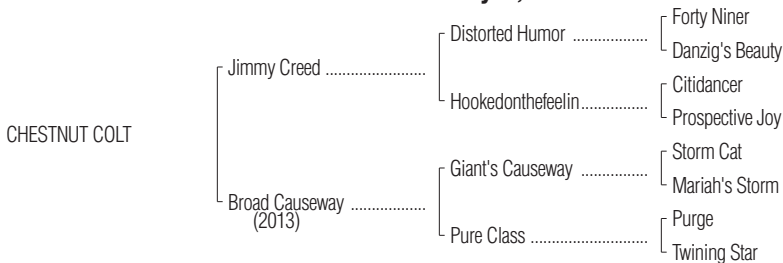 Forty Niner
Distorted Humor ..................
Danzig's Beauty
Jimmy Creed ........................
Citidancer
Hookedonthefeelin................
Prospective Joy
CHESTNUT COLT
Storm Cat
Giant's Causeway ................
Mariah's Storm
Broad Causeway ..................
(2013)
Purge
Pure Class ............................
Twining Star